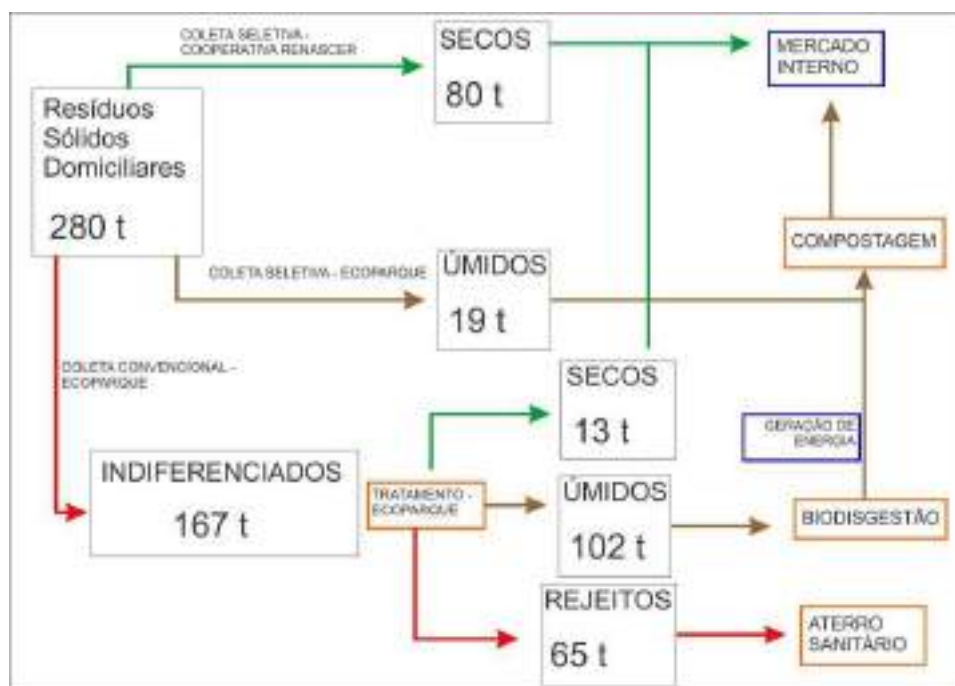 COLETA SELETIVA -
COOPERATIVA RENASCER
SECOS
80 t
MERCADO
INTERNO
Resíduos
Sólidos
Domiciliares
280 t
COMPOSTAGEM
COLETA SELETIVA - ECOPARQUE
ÚMIDOS
19 t
COLETA CONVENCIONAL -
ECOPARQUE
SECOS
13 t
GERAÇÃO DE
ENERGIA
INDIFERENCIADOS
167 t
TRATAMENTO -
ECOPARQUE
ÚMIDOS
102 t
BIODISGESTÃO
REJEITOS
65 t
ATERRO
SANITÁRIO